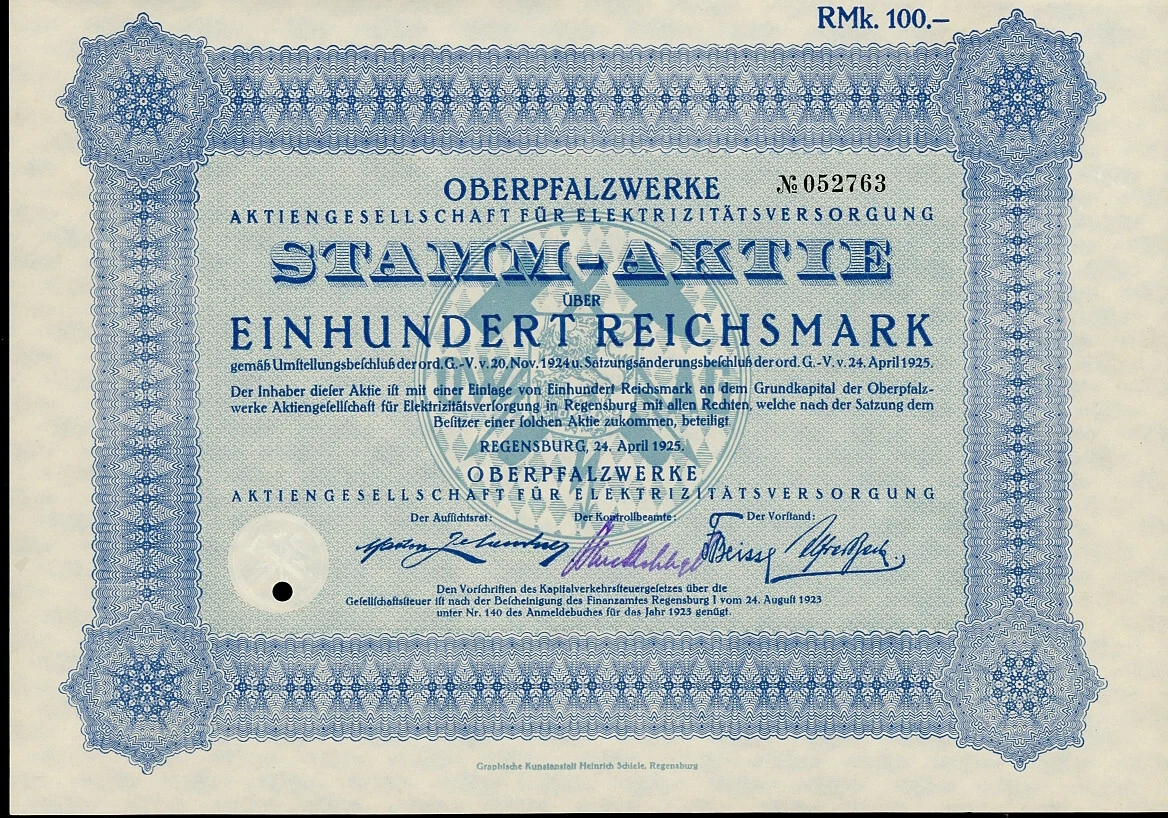 RMk. 100.–
OBERPFALZWERKE
№ 052763
AKTIENGESELLSCHAFT FÜR ELEKTRIZITÄTSVERSORGUNG
STAMM-AKTIE
ÜBER
EINHUNDERT REICHSMARK
gemäß Umſtellungsbeſchluß der ord. G.-V. v. 20. Nov. 1924 u. Satzungsänderungsbeſchluß der ord. G.-V. v. 24. April 1925.
Der Inhaber dieſer Aktie iſt mit einer Einlage von Einhundert Reichsmark an dem Grundkapital der Oberpfalz-
werke Aktiengeſellſchaft für Elektrizitätsverſorgung in Regensburg mit allen Rechten, welche nach der Satzung dem
Beſitzer einer ſolchen Aktie zukommen, beteiligt
REGENSBURG, 24. April 1925.
OBERPFALZWERKE
AKTIENGESELLSCHAFT FÜR ELEKTRIZITÄTSVERSORGUNG
Der Auſſichtsrat: Der Kontrollbeamte: Der Vorſtand:
Den Vorſchriften des Kapitalverkehrſteuergeſetzes über die
Geſellſchaftſteuer iſt nach der Beſcheinigung des Finanzamtes Regensburg I vom 24. Auguſt 1923
unter Nr. 140 des Anmeldebuches für das Jahr 1923 genügt.
Graphiſche Kunſtanſtalt Heinrich Schiele, Regensburg